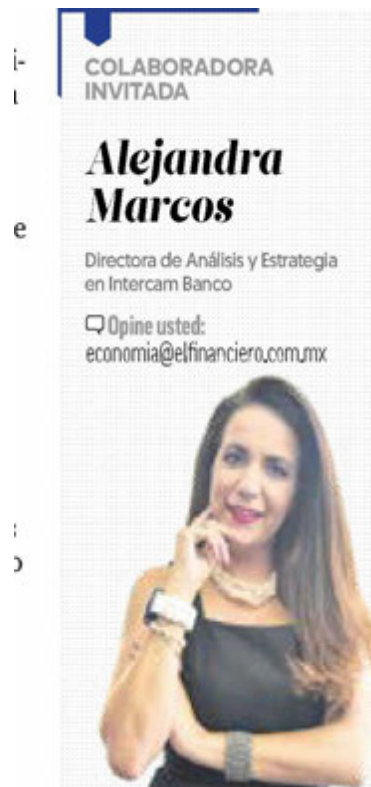 COLABORADORA
INVITADA
Alejandra
Marcos
Directora de Análisis y Estrategia
en Intercam Banco
Opine usted:
economia@elfinanciero.com.mx